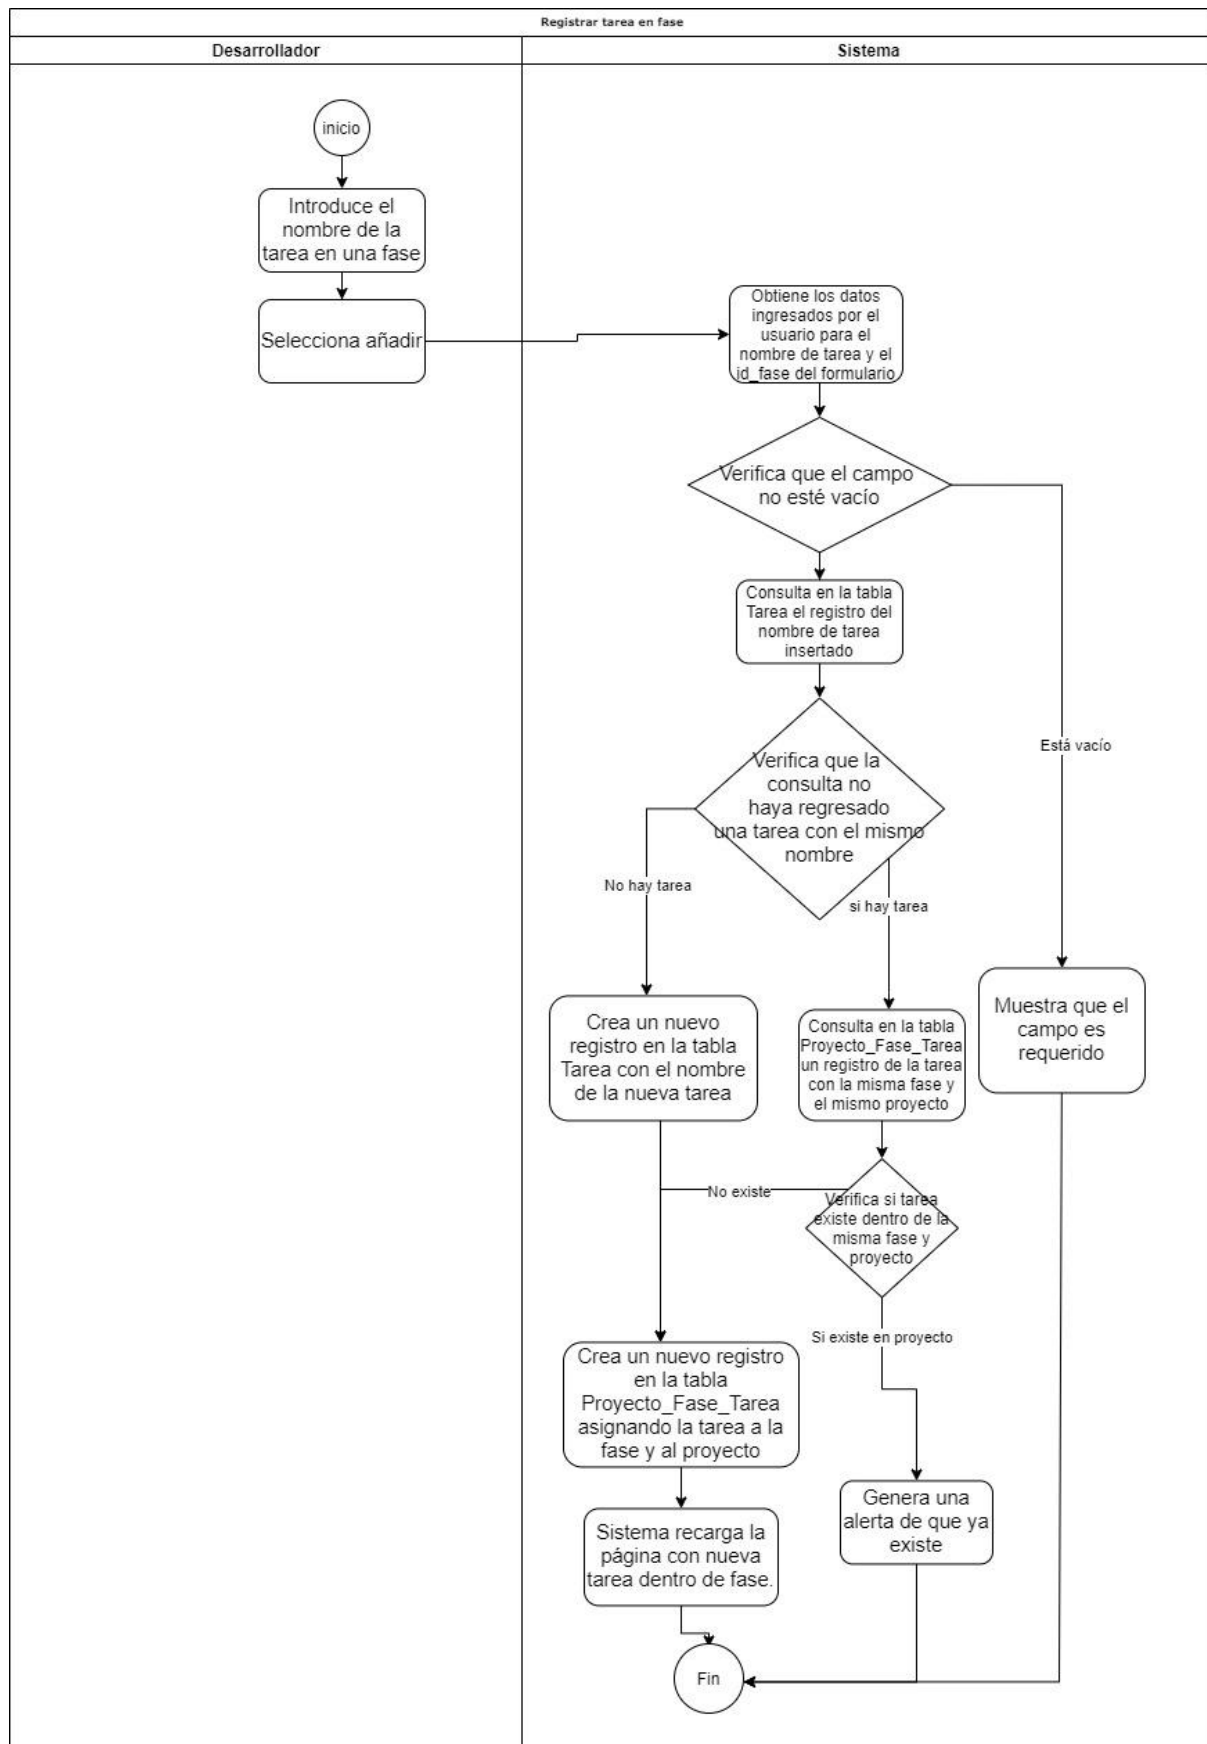 Registrar tarea en fase
Desarrollador
Sistema
inicio
Introduce el
nombre de la
tarea en una fase
Selecciona añadir
Obtiene los datos
ingresados por el
usuario para el
nombre de tarea y el
id_fase del formulario
Verifica que el campo
no esté vacío
Consulta en la tabla
Tarea el registro del
nombre de tarea
insertado
Está vacío
Verifica que la
consulta no
haya regresado
una tarea con el mismo
nombre
No hay tarea
si hay tarea
Crea un nuevo
registro en la tabla
Tarea con el nombre
de la nueva tarea
Consulta en la tabla
Proyecto_Fase_Tarea
un registro de la tarea
con la misma fase y
el mismo proyecto
Muestra que el
campo es
requerido
No existe
Verifica si tarea
existe dentro de la
misma fase y
proyecto
Si existe en proyecto
Crea un nuevo registro
en la tabla
Proyecto_Fase_Tarea
asignando la tarea a la
fase y al proyecto
Genera una
alerta de que ya
existe
Sistema recarga la
página con nueva
tarea dentro de fase.
Fin